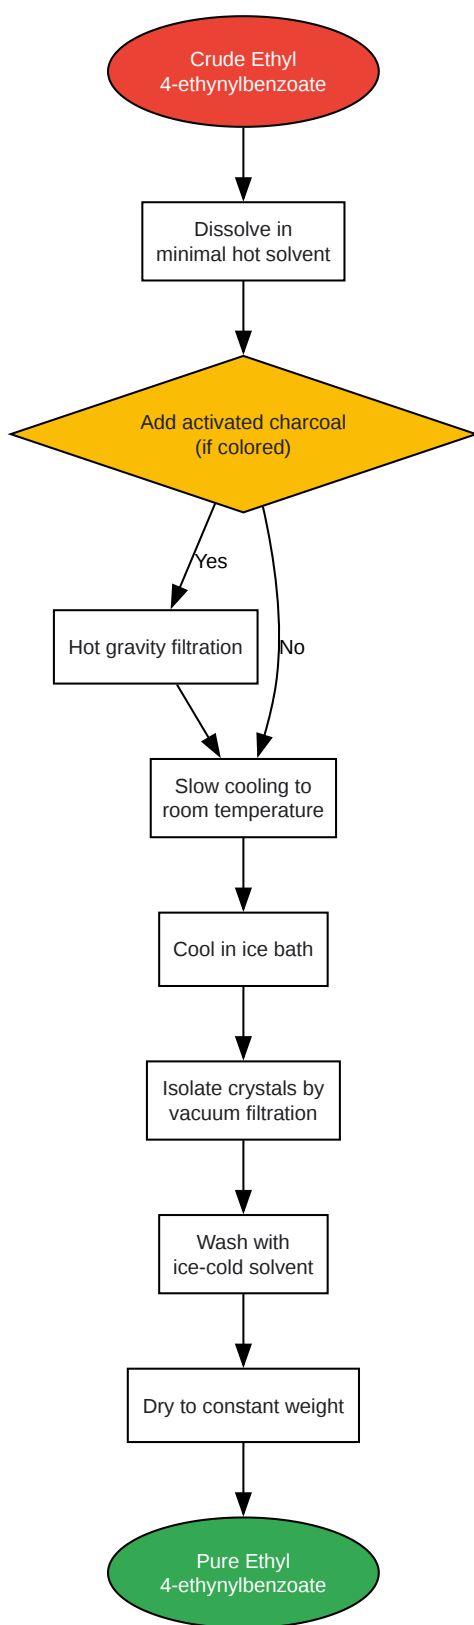 Crude Ethyl
4-ethynylbenzoate
Dissolve in
minimal hot solvent
Add activated charcoal
(if colored)
Yes
Hot gravity filtration
No
Slow cooling to
room temperature
Cool in ice bath
Isolate crystals by
vacuum filtration
Wash with
ice-cold solvent
Dry to constant weight
Pure Ethyl
4-ethynylbenzoate